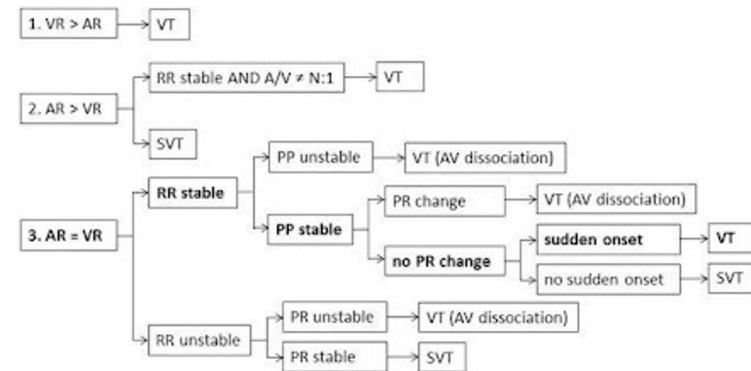 1. VR > AR
VT
RR stable AND A/V ≠ N:1
VT
2. AR > VR
SVT
PP unstable
VT (AV dissociation)
RR stable
PR change
VT (AV dissociation)
PP stable
3. AR = VR
sudden onset
VT
no PR change
no sudden onset
SVT
PR unstable
VT (AV dissociation)
RR unstable
PR stable
SVT